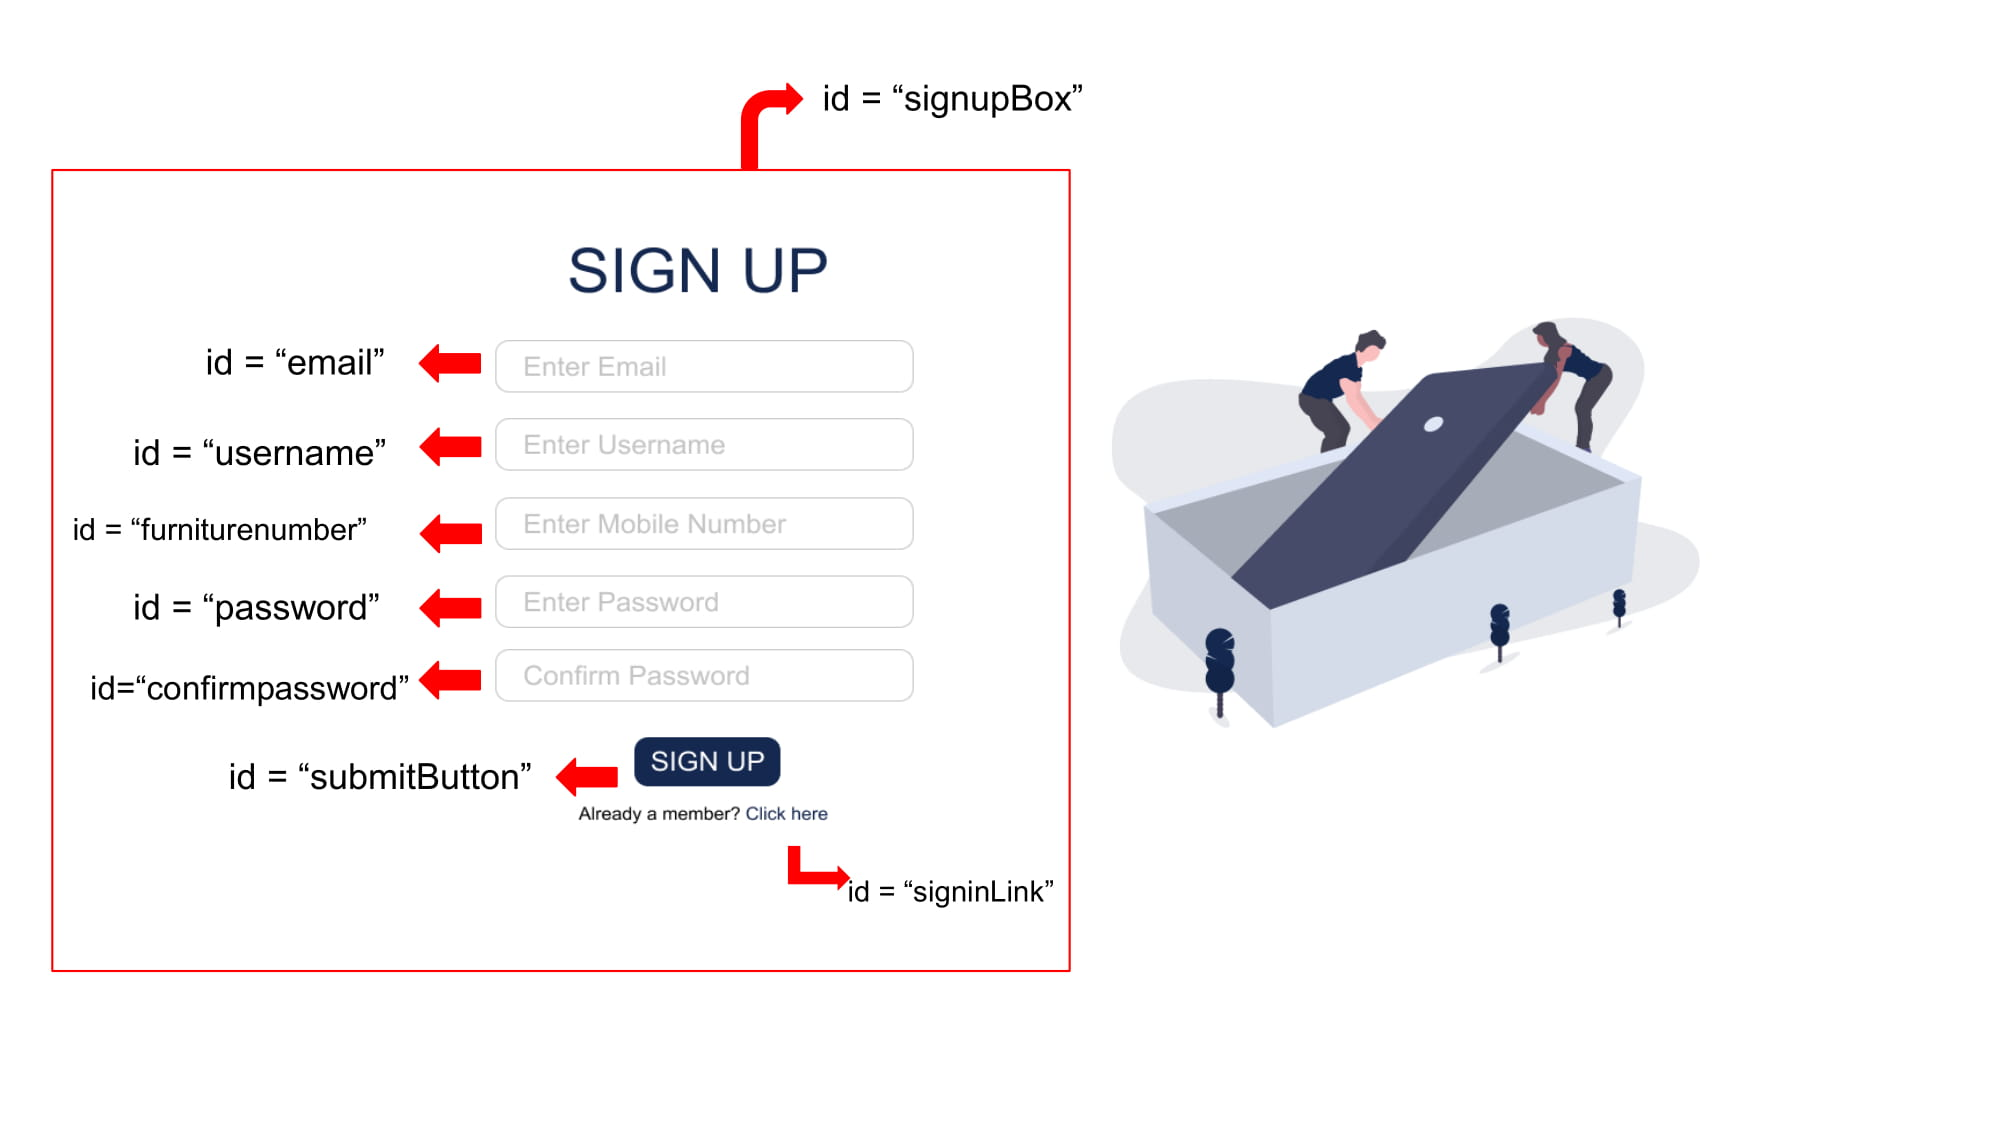 id = “signupBox”
SIGN UP
id = “email”
Enter Email
id = “username”
Enter Username
id = “furniturenumber”
Enter Mobile Number
id = “password”
Enter Password
id=“confirmpassword”
Confirm Password
id = “submitButton”
SIGN UP
Already a member? Click here
id = “signinLink”